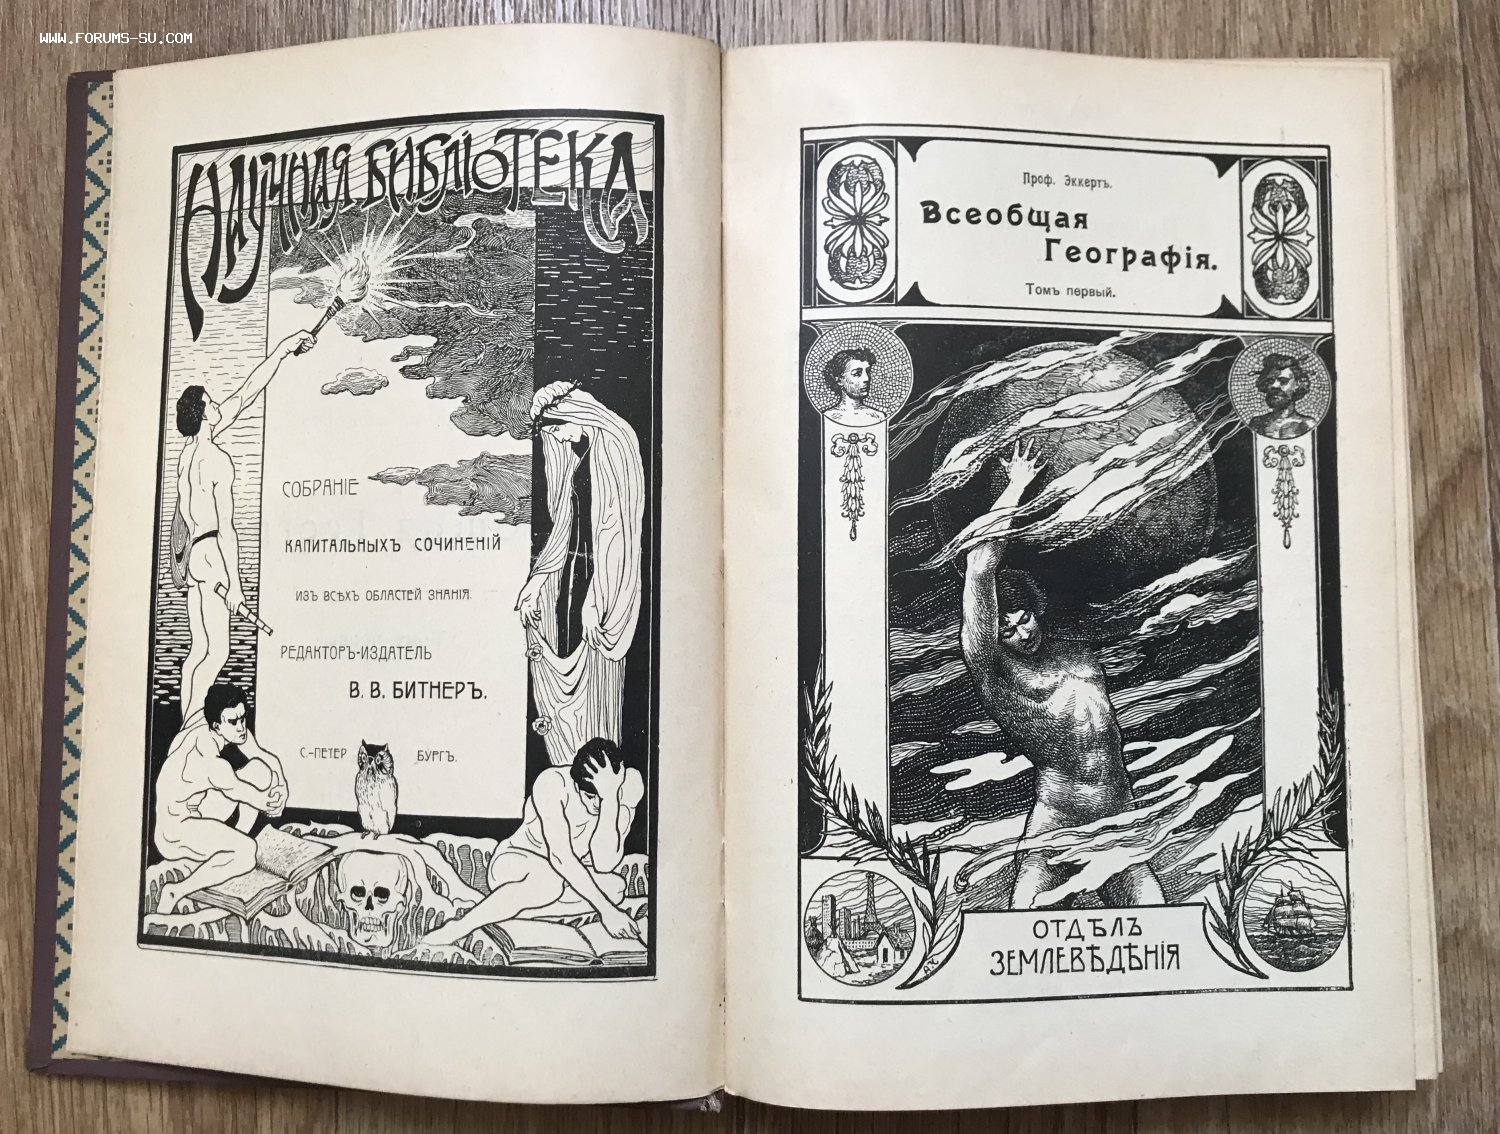 WWW.FORUMS-SU.COM
НАУЧНАЯ БИБЛІОТЕКА
СОБРАНІЕ
КАПИТАЛЬНЫХЪ СОЧИНЕНІЙ
ИЗЪ ВСѢХЪ ОБЛАСТЕЙ ЗНАНІЯ.
РЕДАКТОРЪ-ИЗДАТЕЛЬ
В. В. БИТНЕРЪ.
С.-ПЕТЕР БУРГЪ.
Проф. Эккертъ.
Всеобщая
Географія.
Томъ первый.
ОТДѢЛЪ
ЗЕМЛЕВѢДѢНІЯ